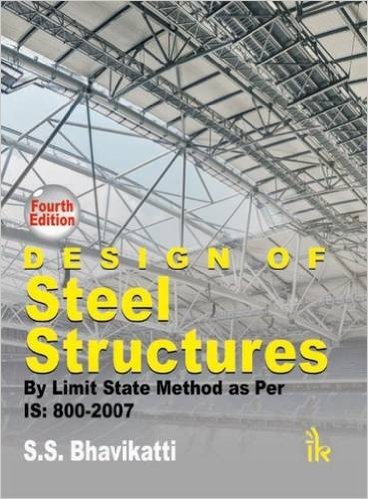 Fourth
Edition
DESIGN OF
Steel
Structures
By Limit State Method as Per
IS: 800-2007
S.S. Bhavikatti
ik